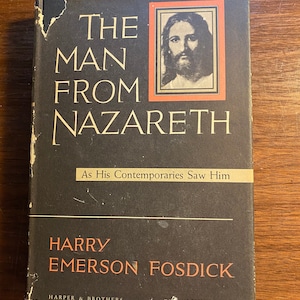 THE
MAN
FROM
NAZARETH
As His Contemporaries Saw Him
HARRY
EMERSON FOSDICK
HARPER & BROTHERS